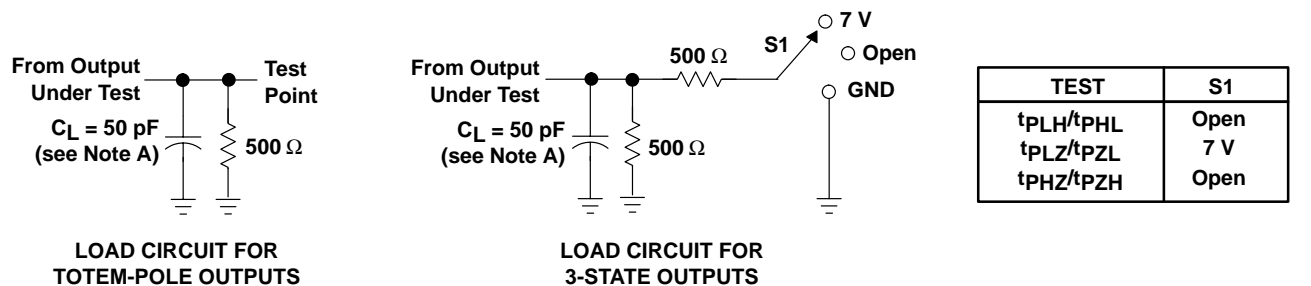 From Output
Under Test
Test
Point
C_L = 50 pF
(see Note A)
500 Ω
LOAD CIRCUIT FOR
TOTEM-POLE OUTPUTS
From Output
Under Test
500 Ω
S1
7 V
Open
GND
C_L = 50 pF
(see Note A)
500 Ω
LOAD CIRCUIT FOR
3-STATE OUTPUTS
TEST S1
tPLH/tPHL Open
tPLZ/tPZL 7 V
tPHZ/tPZH Open